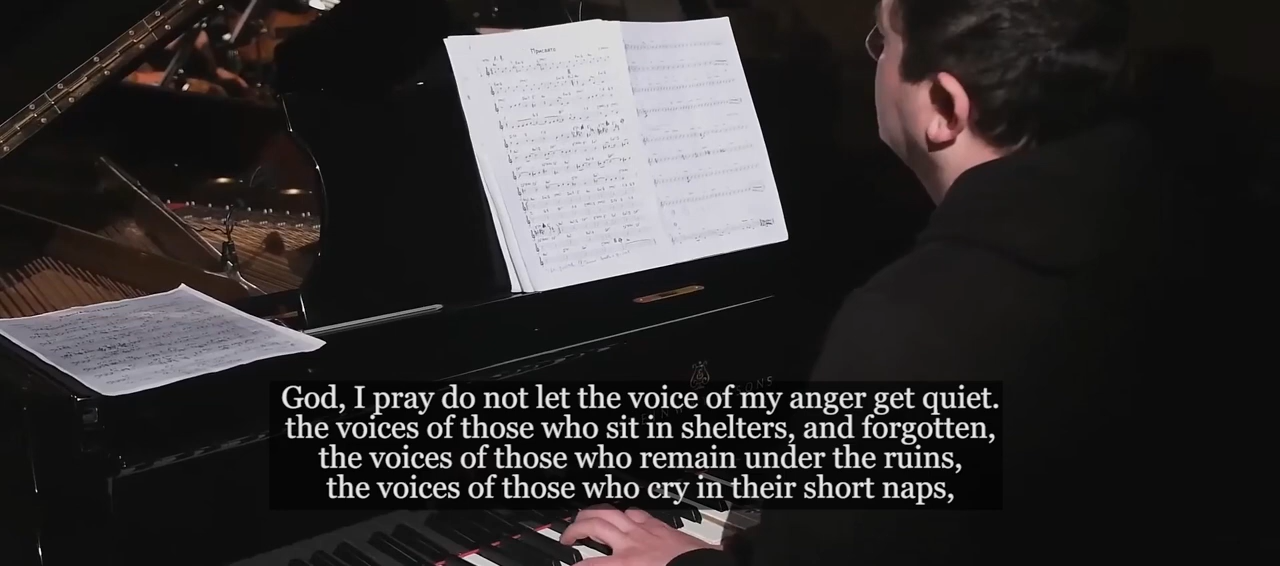 Присвята
God, I pray do not let the voice of my anger get quiet.
the voices of those who sit in shelters, and forgotten,
the voices of those who remain under the ruins,
the voices of those who cry in their short naps,